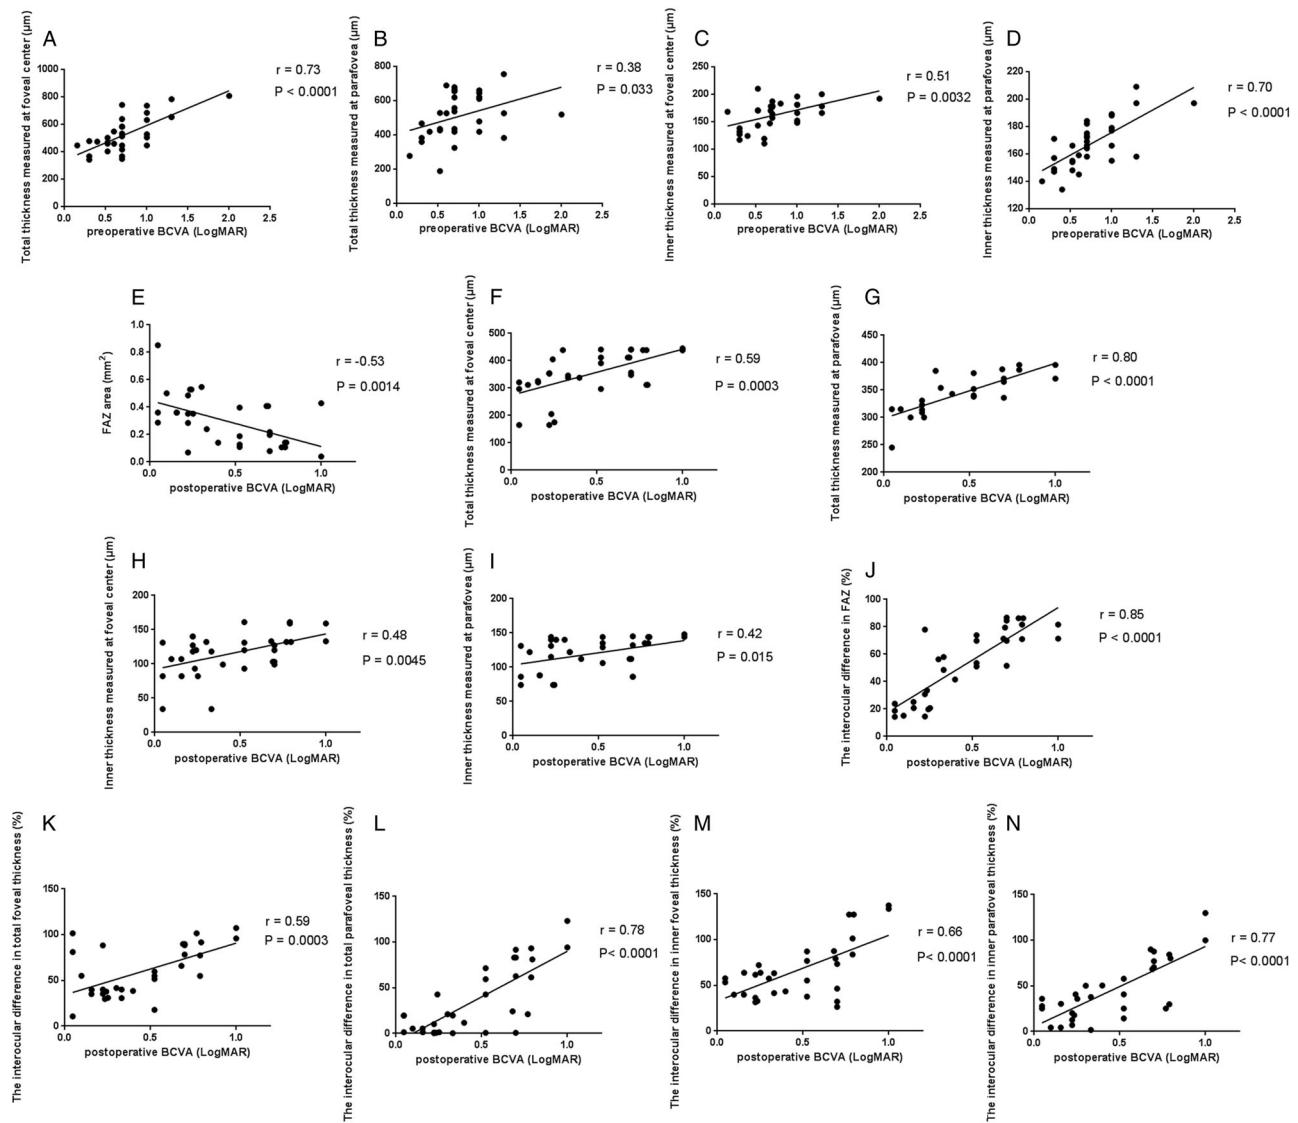 A
Total thickness measured at foveal center (μm)
1000
800
600
400
200
0
0.0 0.5 1.0 1.5 2.0 2.5
preoperative BCVA (LogMAR)
r = 0.73
P < 0.0001
B
Total thickness measured at parafovea (μm)
800
600
400
200
0
0.0 0.5 1.0 1.5 2.0 2.5
preoperative BCVA (LogMAR)
r = 0.38
P = 0.033
C
Inner thickness measured at foveal center (μm)
250
200
150
100
50
0
0.0 0.5 1.0 1.5 2.0 2.5
preoperative BCVA (LogMAR)
r = 0.51
P = 0.0032
D
Inner thickness measured at parafovea (μm)
220
200
180
160
140
120
0.0 0.5 1.0 1.5 2.0 2.5
preoperative BCVA (LogMAR)
r = 0.70
P < 0.0001
E
FAZ area (mm²)
1.0
0.8
0.6
0.4
0.2
0.0
0.0 0.5 1.0
postoperative BCVA (LogMAR)
r = -0.53
P = 0.0014
F
Total thickness measured at foveal center (μm)
500
400
300
200
100
0
0.0 0.5 1.0
postoperative BCVA (LogMAR)
r = 0.59
P = 0.0003
G
Total thickness measured at parafovea (μm)
450
400
350
300
250
200
0.0 0.5 1.0
postoperative BCVA (LogMAR)
r = 0.80
P < 0.0001
H
Inner thickness measured at foveal center (μm)
200
150
100
50
0
0.0 0.5 1.0
postoperative BCVA (LogMAR)
r = 0.48
P = 0.0045
I
Inner thickness measured at parafovea (μm)
200
150
100
50
0
0.0 0.5 1.0
postoperative BCVA (LogMAR)
r = 0.42
P = 0.015
J
The interocular difference in FAZ (%)
100
80
60
40
20
0
0.0 0.5 1.0
postoperative BCVA (LogMAR)
r = 0.85
P < 0.0001
K
The interocular difference in total foveal thickness (%)
150
100
50
0
0.0 0.5 1.0
postoperative BCVA (LogMAR)
r = 0.59
P = 0.0003
L
The interocular difference in total parafoveal thickness (%)
150
100
50
0
0.0 0.5 1.0
postoperative BCVA (LogMAR)
r = 0.78
P< 0.0001
M
The interocular difference in inner foveal thickness (%)
150
100
50
0
0.0 0.5 1.0
postoperative BCVA (LogMAR)
r = 0.66
P< 0.0001
N
The interocular difference in inner parafoveal thickness (%)
150
100
50
0
0.0 0.5 1.0
postoperative BCVA (LogMAR)
r = 0.77
P <0.0001